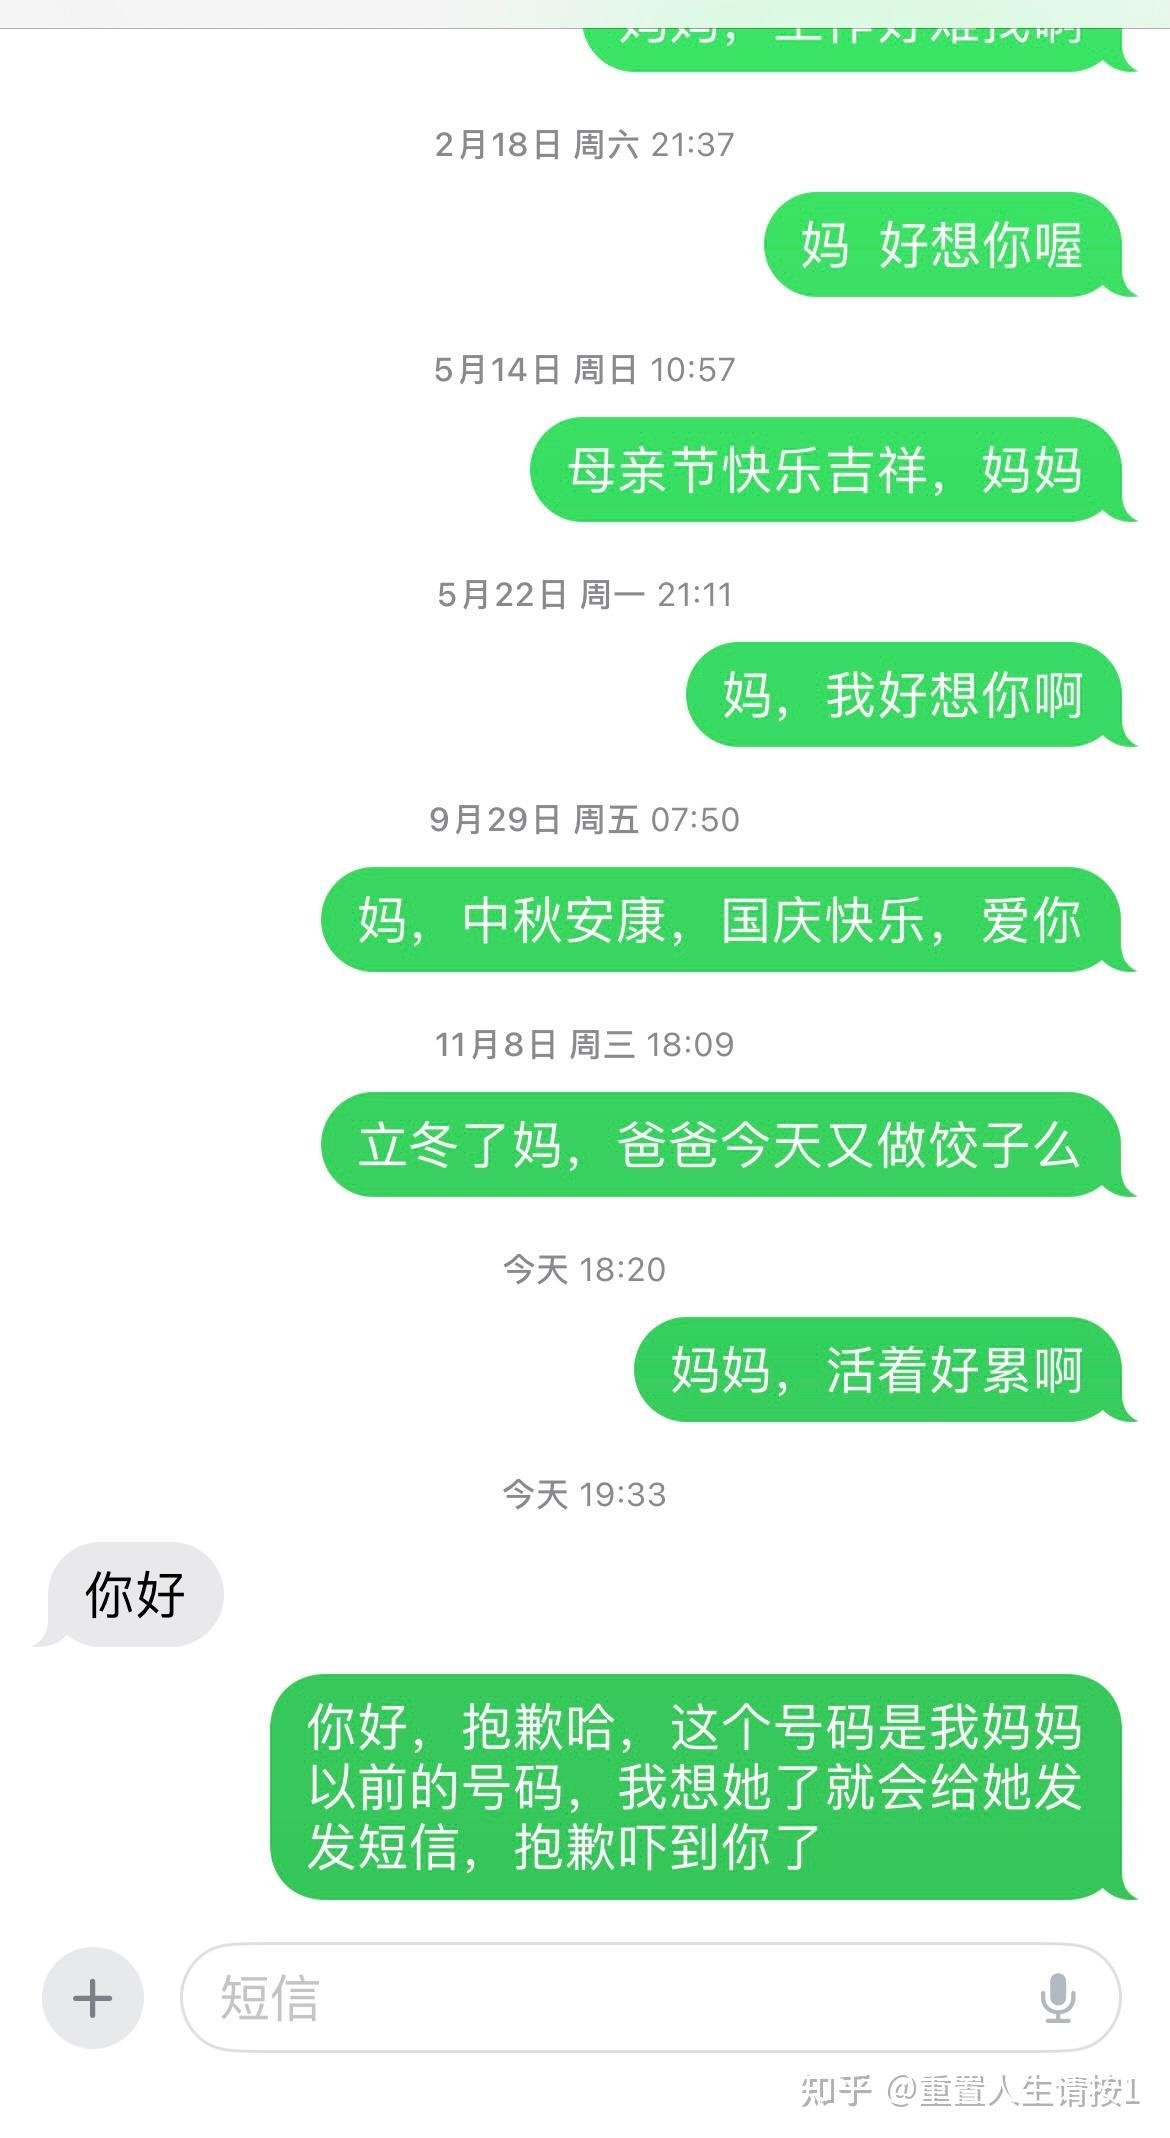 妈妈，工作好难找啊
2月18日 周六 21:37
妈 好想你喔
5月14日 周日 10:57
母亲节快乐吉祥，妈妈
5月22日 周一 21:11
妈，我好想你啊
9月29日 周五 07:50
妈，中秋安康，国庆快乐，爱你
11月8日 周三 18:09
立冬了妈，爸爸今天又做饺子么
今天 18:20
妈妈，活着好累啊
今天 19:33
你好
你好，抱歉哈，这个号码是我妈妈
以前的号码，我想她了就会给她发
发短信，抱歉吓到你了
短信
知乎 @重置人生请按1